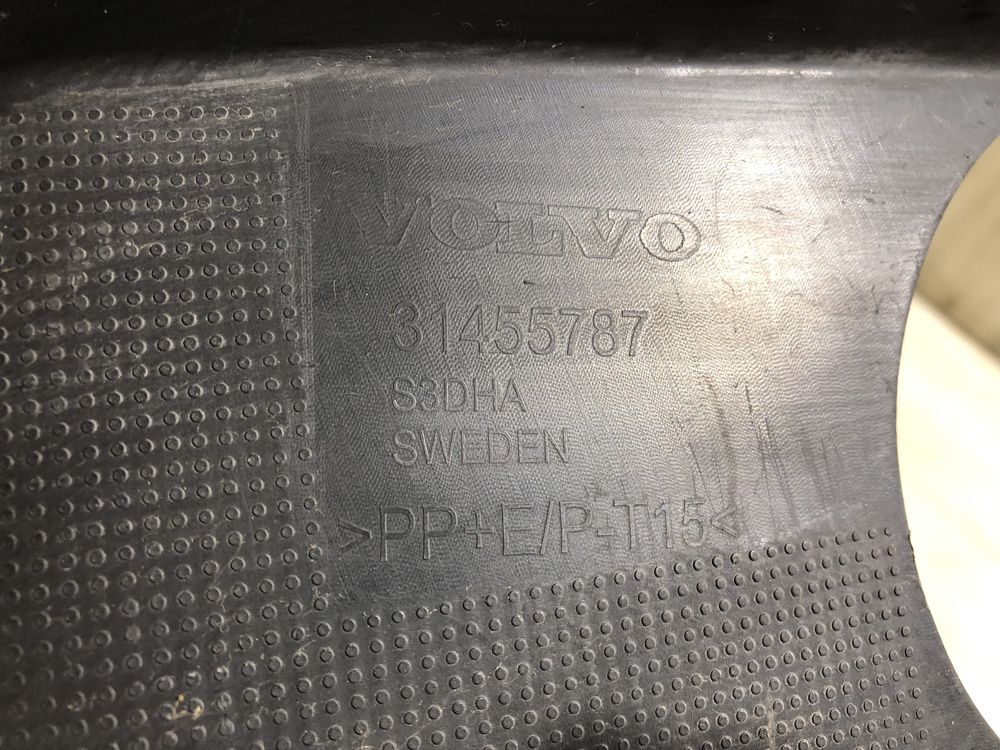 VOLVO
31455787
S3DHA
SWEDEN
>PP+E/P-T15<